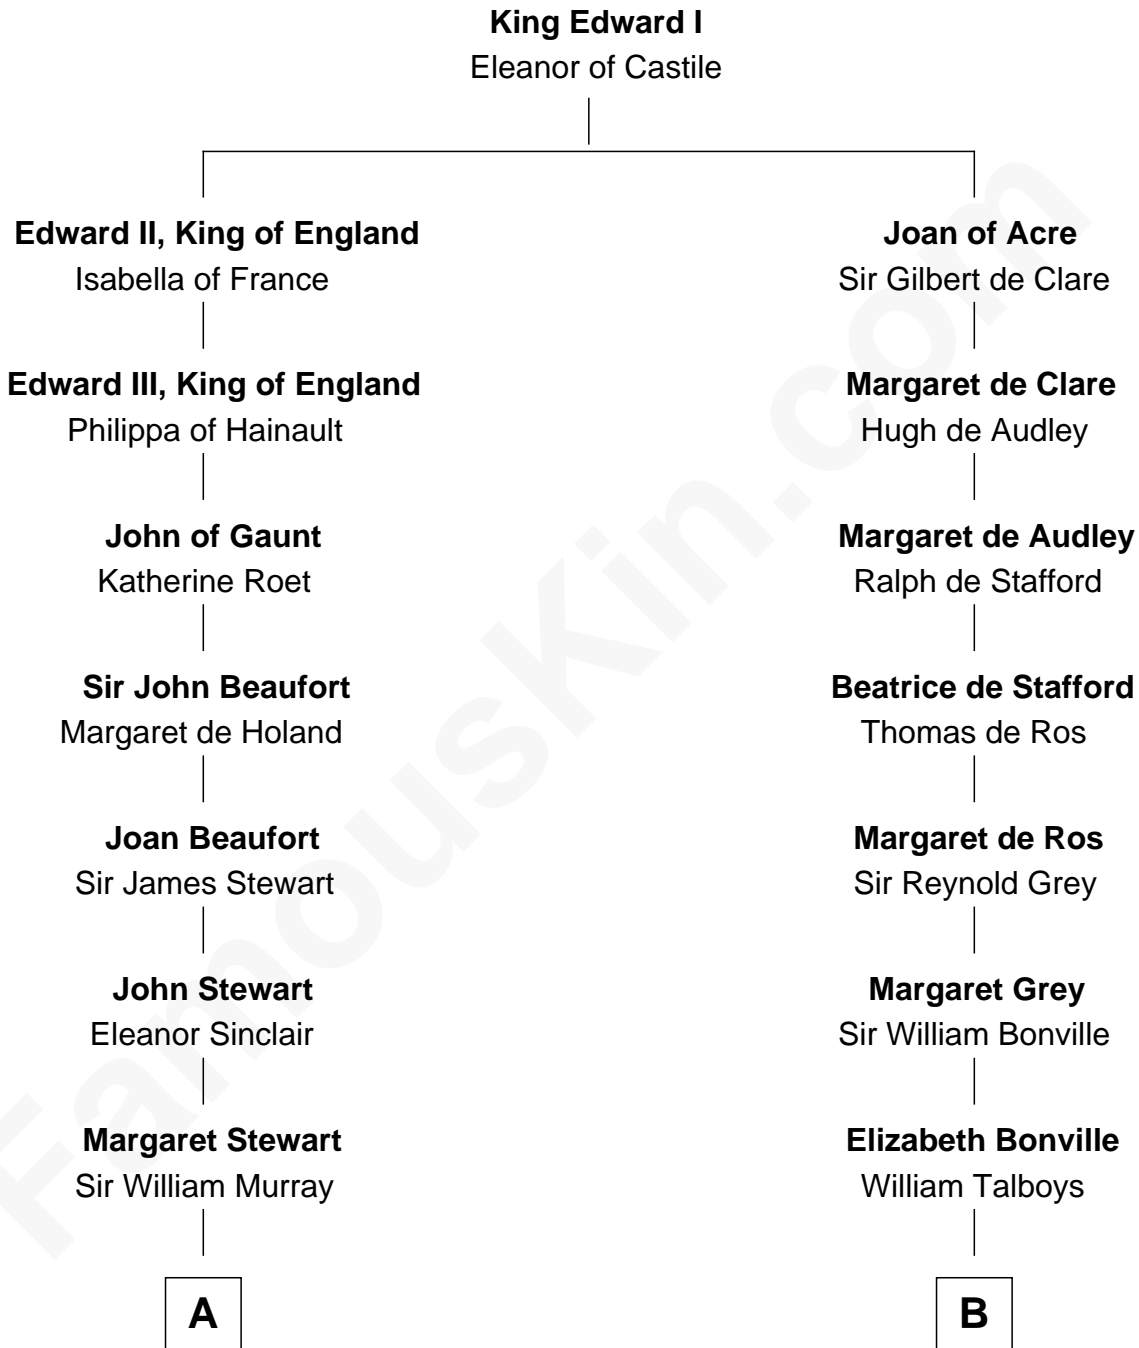 King Edward I
Eleanor of Castile
Edward II, King of England
Isabella of France
Joan of Acre
Sir Gilbert de Clare
Edward III, King of England
Philippa of Hainault
Margaret de Clare
Hugh de Audley
John of Gaunt
Katherine Roet
Margaret de Audley
Ralph de Stafford
Sir John Beaufort
Margaret de Holand
Beatrice de Stafford
Thomas de Ros
Joan Beaufort
Sir James Stewart
Margaret de Ros
Sir Reynold Grey
John Stewart
Eleanor Sinclair
Margaret Grey
Sir William Bonville
Margaret Stewart
Sir William Murray
Elizabeth Bonville
William Talboys
A
B
FamousKin.com